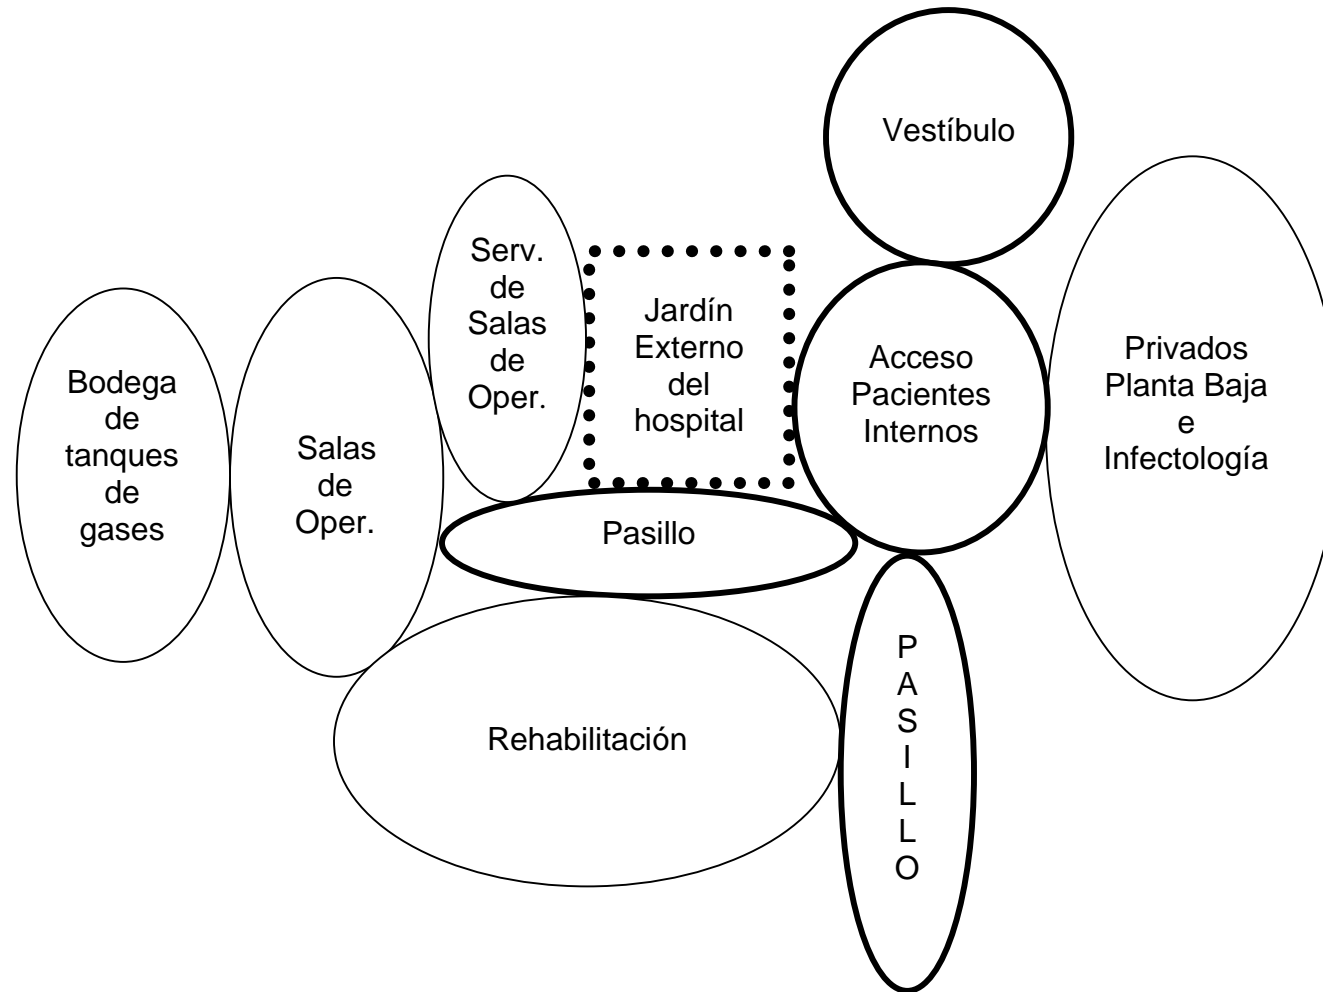 Vestíbulo
Serv.
de
Salas
de
Oper.
Jardín
Externo
del
hospital
Acceso
Pacientes
Internos
Privados
Planta Baja
e
Infectología
Bodega
de
tanques
de
gases
Salas
de
Oper.
Pasillo
Rehabilitación
P
A
S
I
L
L
O